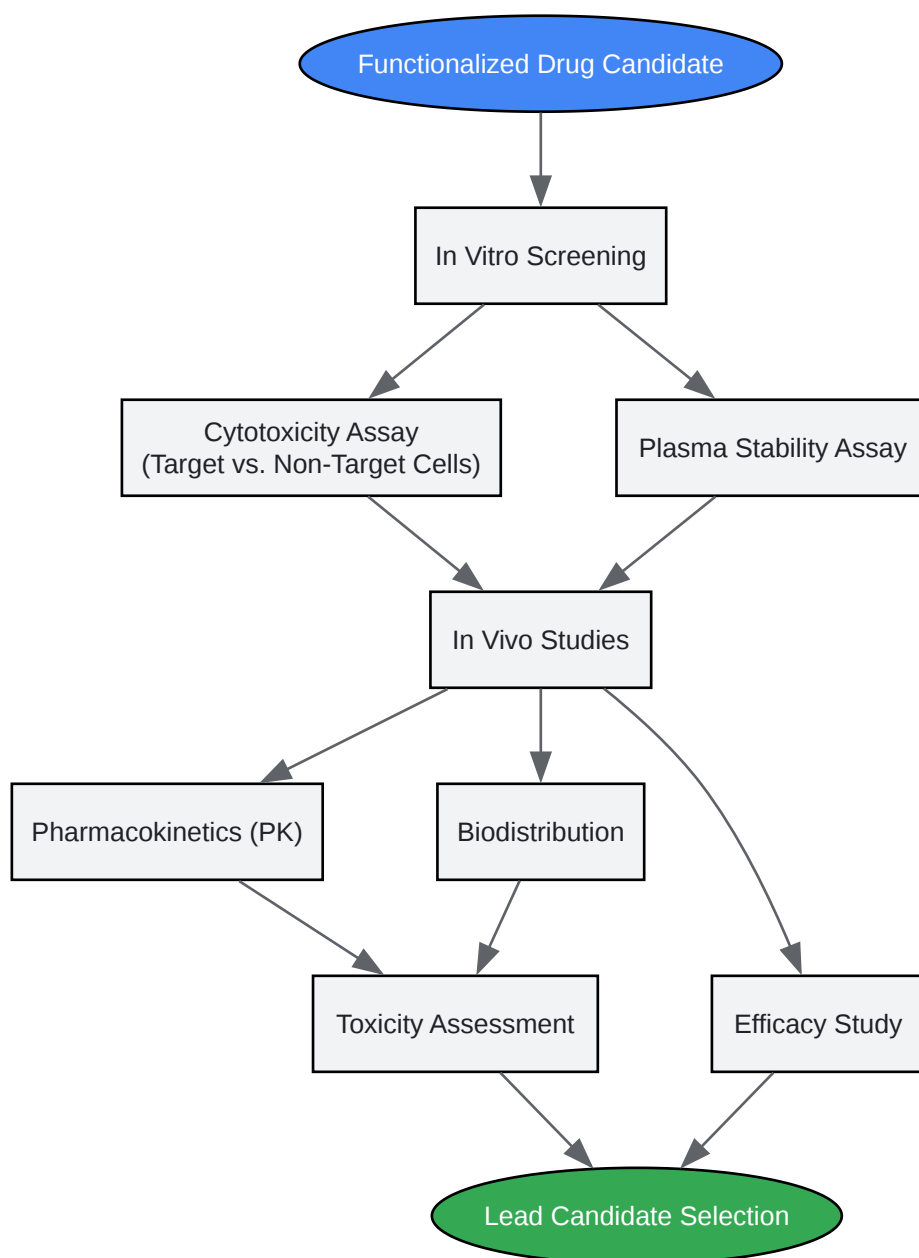 Functionalized Drug Candidate
In Vitro Screening
Cytotoxicity Assay
(Target vs. Non-Target Cells)
Plasma Stability Assay
In Vivo Studies
Pharmacokinetics (PK)
Biodistribution
Toxicity Assessment
Efficacy Study
Lead Candidate Selection